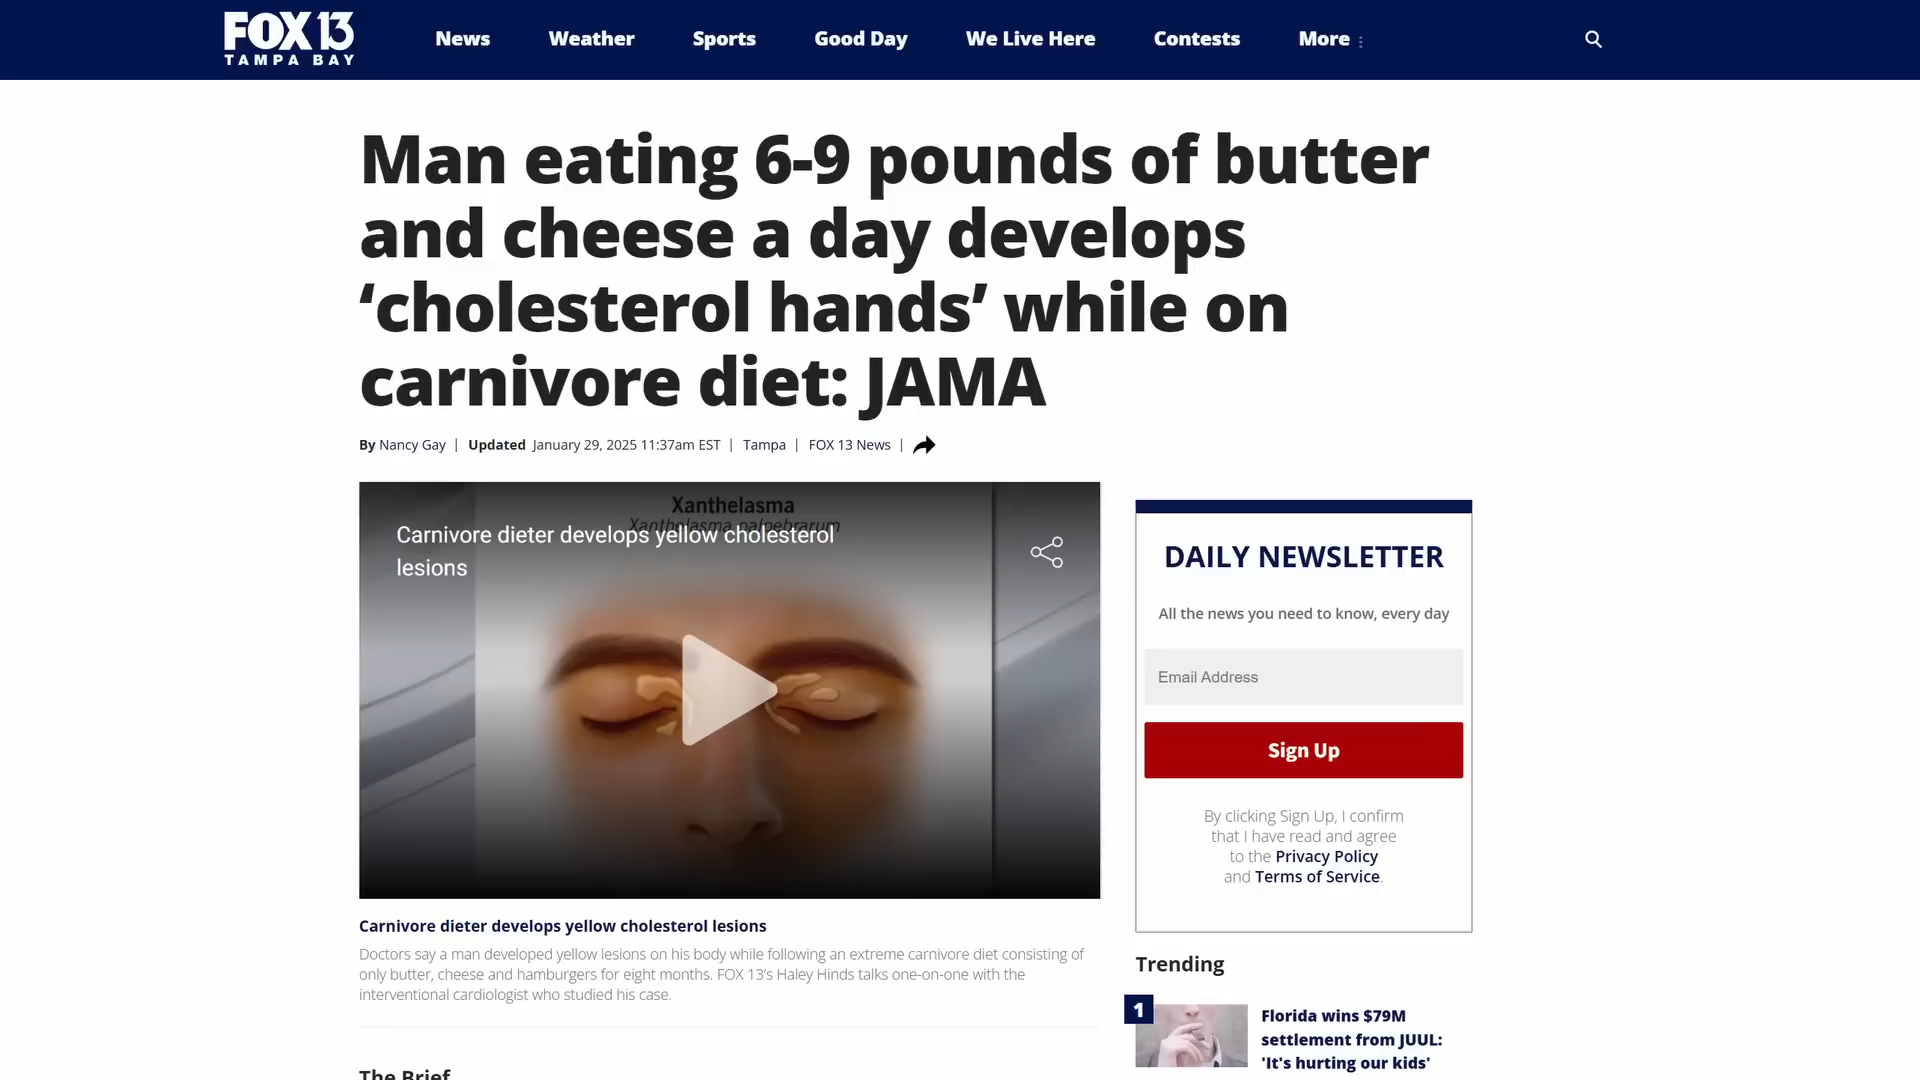 FOX 13
TAMPA BAY
News
Weather
Sports
Good Day
We Live Here
Contests
More
Man eating 6-9 pounds of butter
and cheese a day develops
‘cholesterol hands’ while on
carnivore diet: JAMA
By Nancy Gay | Updated January 29, 2025 11:37am EST | Tampa | FOX 13 News |
Xanthelasma
Xanthelasma palpebrarum
Carnivore dieter develops yellow cholesterol
lesions
Carnivore dieter develops yellow cholesterol lesions
Doctors say a man developed yellow lesions on his body while following an extreme carnivore diet consisting of
only butter, cheese and hamburgers for eight months. FOX 13's Haley Hinds talks one-on-one with the
interventional cardiologist who studied his case.
The Brief
DAILY NEWSLETTER
All the news you need to know, every day
Email Address
Sign Up
By clicking Sign Up, I confirm
that I have read and agree
to the Privacy Policy
and Terms of Service.
Trending
1
Florida wins $79M
settlement from JUUL:
'It's hurting our kids'